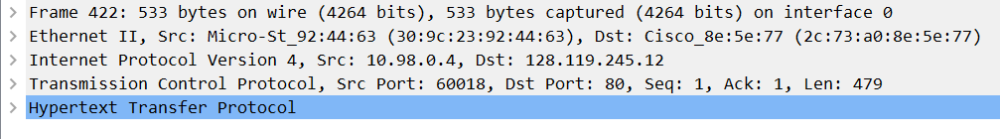 Frame 422: 533 bytes on wire (4264 bits), 533 bytes captured (4264 bits) on interface 0
Ethernet II, Src: Micro-St_92:44:63 (30:9c:23:92:44:63), Dst: Cisco_8e:5e:77 (2c:73:a0:8e:5e:77)
Internet Protocol Version 4, Src: 10.98.0.4, Dst: 128.119.245.12
Transmission Control Protocol, Src Port: 60018, Dst Port: 80, Seq: 1, Ack: 1, Len: 479
Hypertext Transfer Protocol